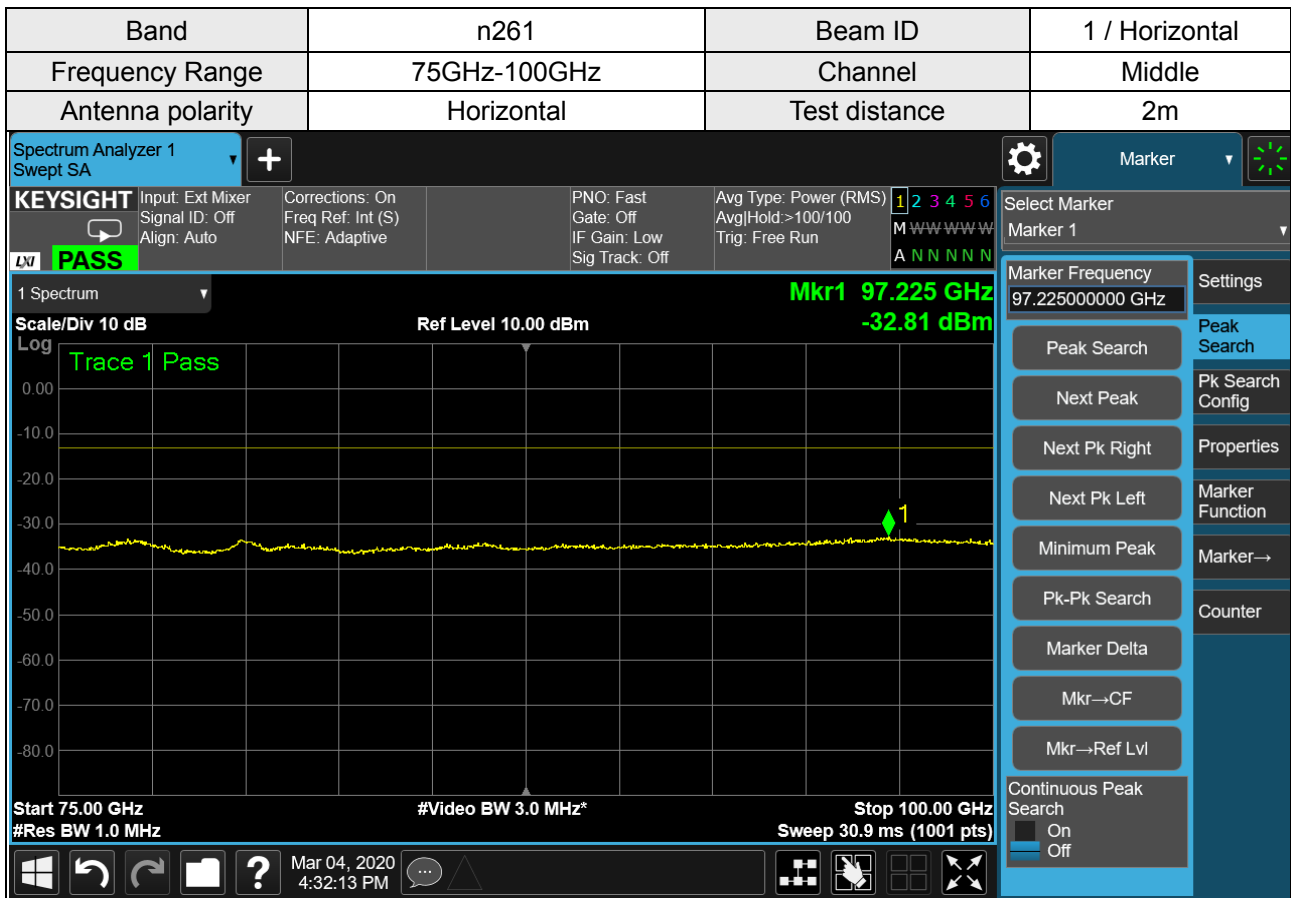 Band n261 Beam ID 1 / Horizontal
Frequency Range 75GHz-100GHz Channel Middle
Antenna polarity Horizontal Test distance 2m
Spectrum Analyzer 1
Swept SA
+
Marker
KEYSIGHT
LXI
PASS
Input: Ext Mixer
Signal ID: Off
Align: Auto
Corrections: On
Freq Ref: Int (S)
NFE: Adaptive
PNO: Fast
Gate: Off
IF Gain: Low
Sig Track: Off
Avg Type: Power (RMS)
Avg|Hold:>100/100
Trig: Free Run
1 2 3 4 5 6
M W W W W W
A N N N N N
Select Marker
Marker 1
1 Spectrum
Scale/Div 10 dB
Log
Ref Level 10.00 dBm
Mkr1 97.225 GHz
-32.81 dBm
Trace 1 Pass
0.00
-10.0
-20.0
-30.0
-40.0
-50.0
-60.0
-70.0
-80.0
1
Start 75.00 GHz
#Res BW 1.0 MHz
#Video BW 3.0 MHz*
Stop 100.00 GHz
Sweep 30.9 ms (1001 pts)
Marker Frequency
97.225000000 GHz
Peak Search
Next Peak
Next Pk Right
Next Pk Left
Minimum Peak
Pk-Pk Search
Marker Delta
Mkr→CF
Mkr→Ref Lvl
Continuous Peak
Search
On
Off
Settings
Peak
Search
Pk Search
Config
Properties
Marker
Function
Marker→
Counter
?
Mar 04, 2020
4:32:13 PM